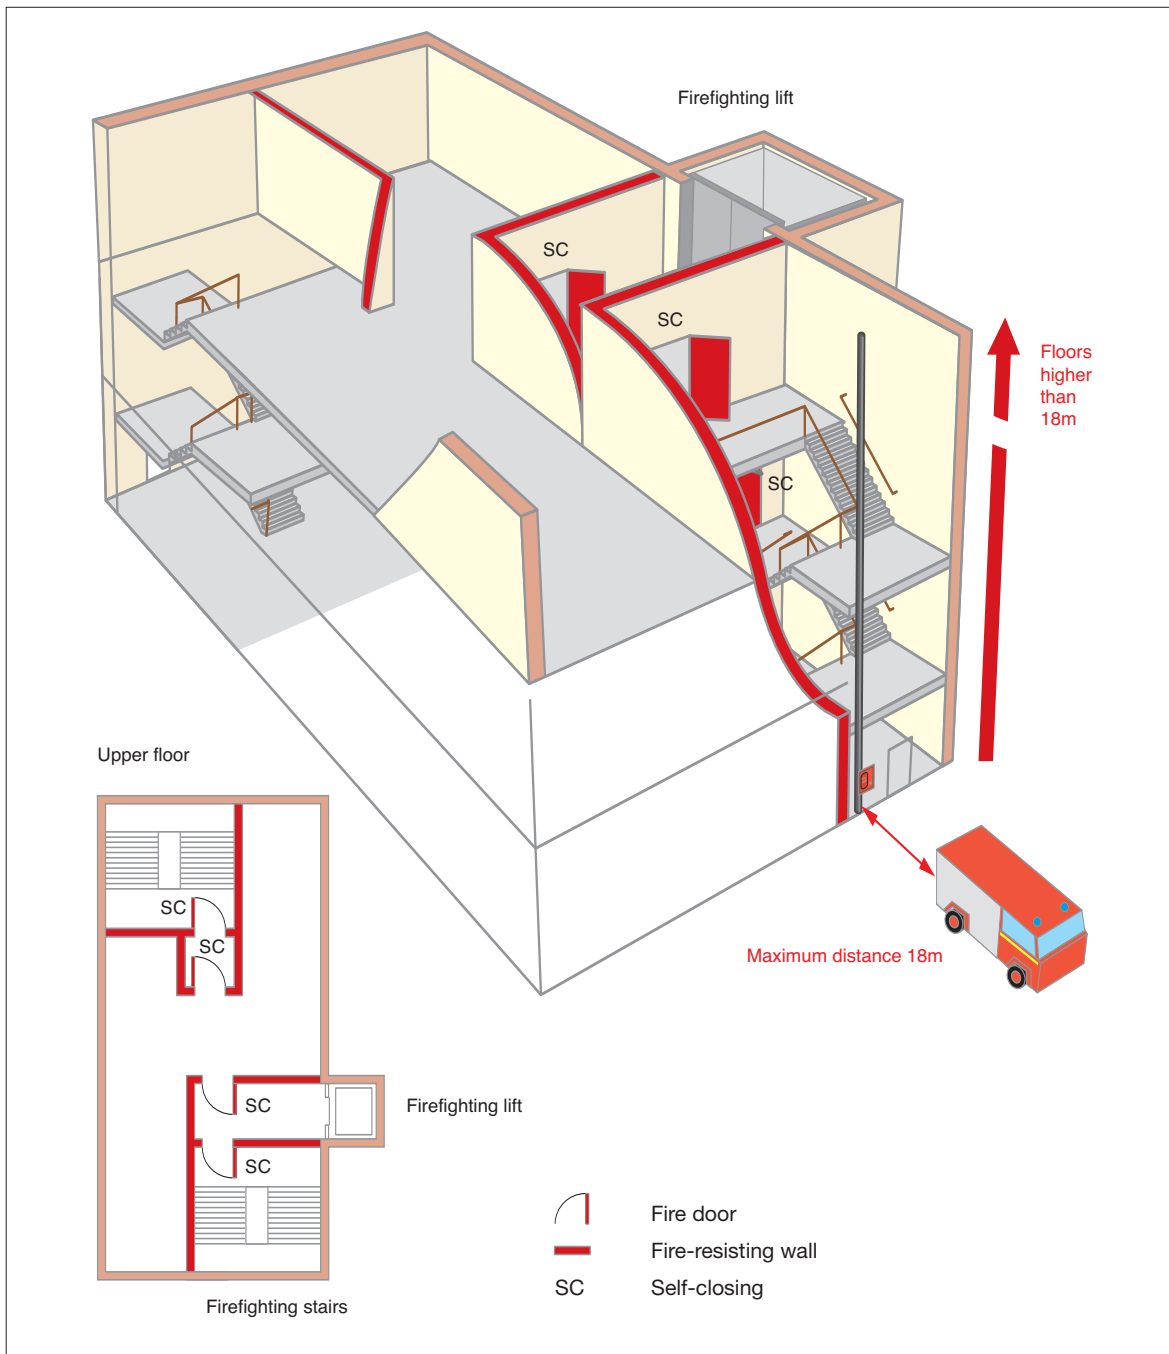 Firefighting lift
SC
SC
Floors
higher
than
18m
SC
Upper floor
SC
SC
Maximum distance 18m
SC
Firefighting lift
SC
Fire door
Fire-resisting wall
SC Self-closing
Firefighting stairs